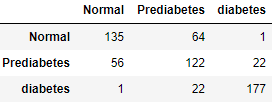 Normal Prediabetes diabetes
Normal 135 64 1
Prediabetes 56 122 22
diabetes 1 22 177